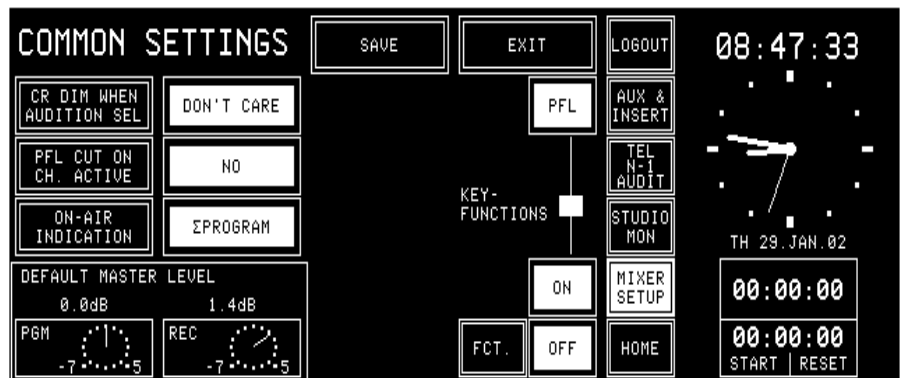 COMMON SETTINGS
SAVE
EXIT
LOGOUT
08:47:33
CR DIM WHEN
AUDITION SEL
DON'T CARE
PFL
AUX &
INSERT
PFL CUT ON
CH. ACTIVE
NO
TEL
N-1
AUDIT
KEY-
FUNCTIONS
ON-AIR
INDICATION
ΣPROGRAM
STUDIO
MON
TH 29.JAN.02
DEFAULT MASTER LEVEL
0.0dB
1.4dB
ON
MIXER
SETUP
00:00:00
PGM
-7
5
REC
-7
5
FCT.
OFF
HOME
00:00:00
START
RESET